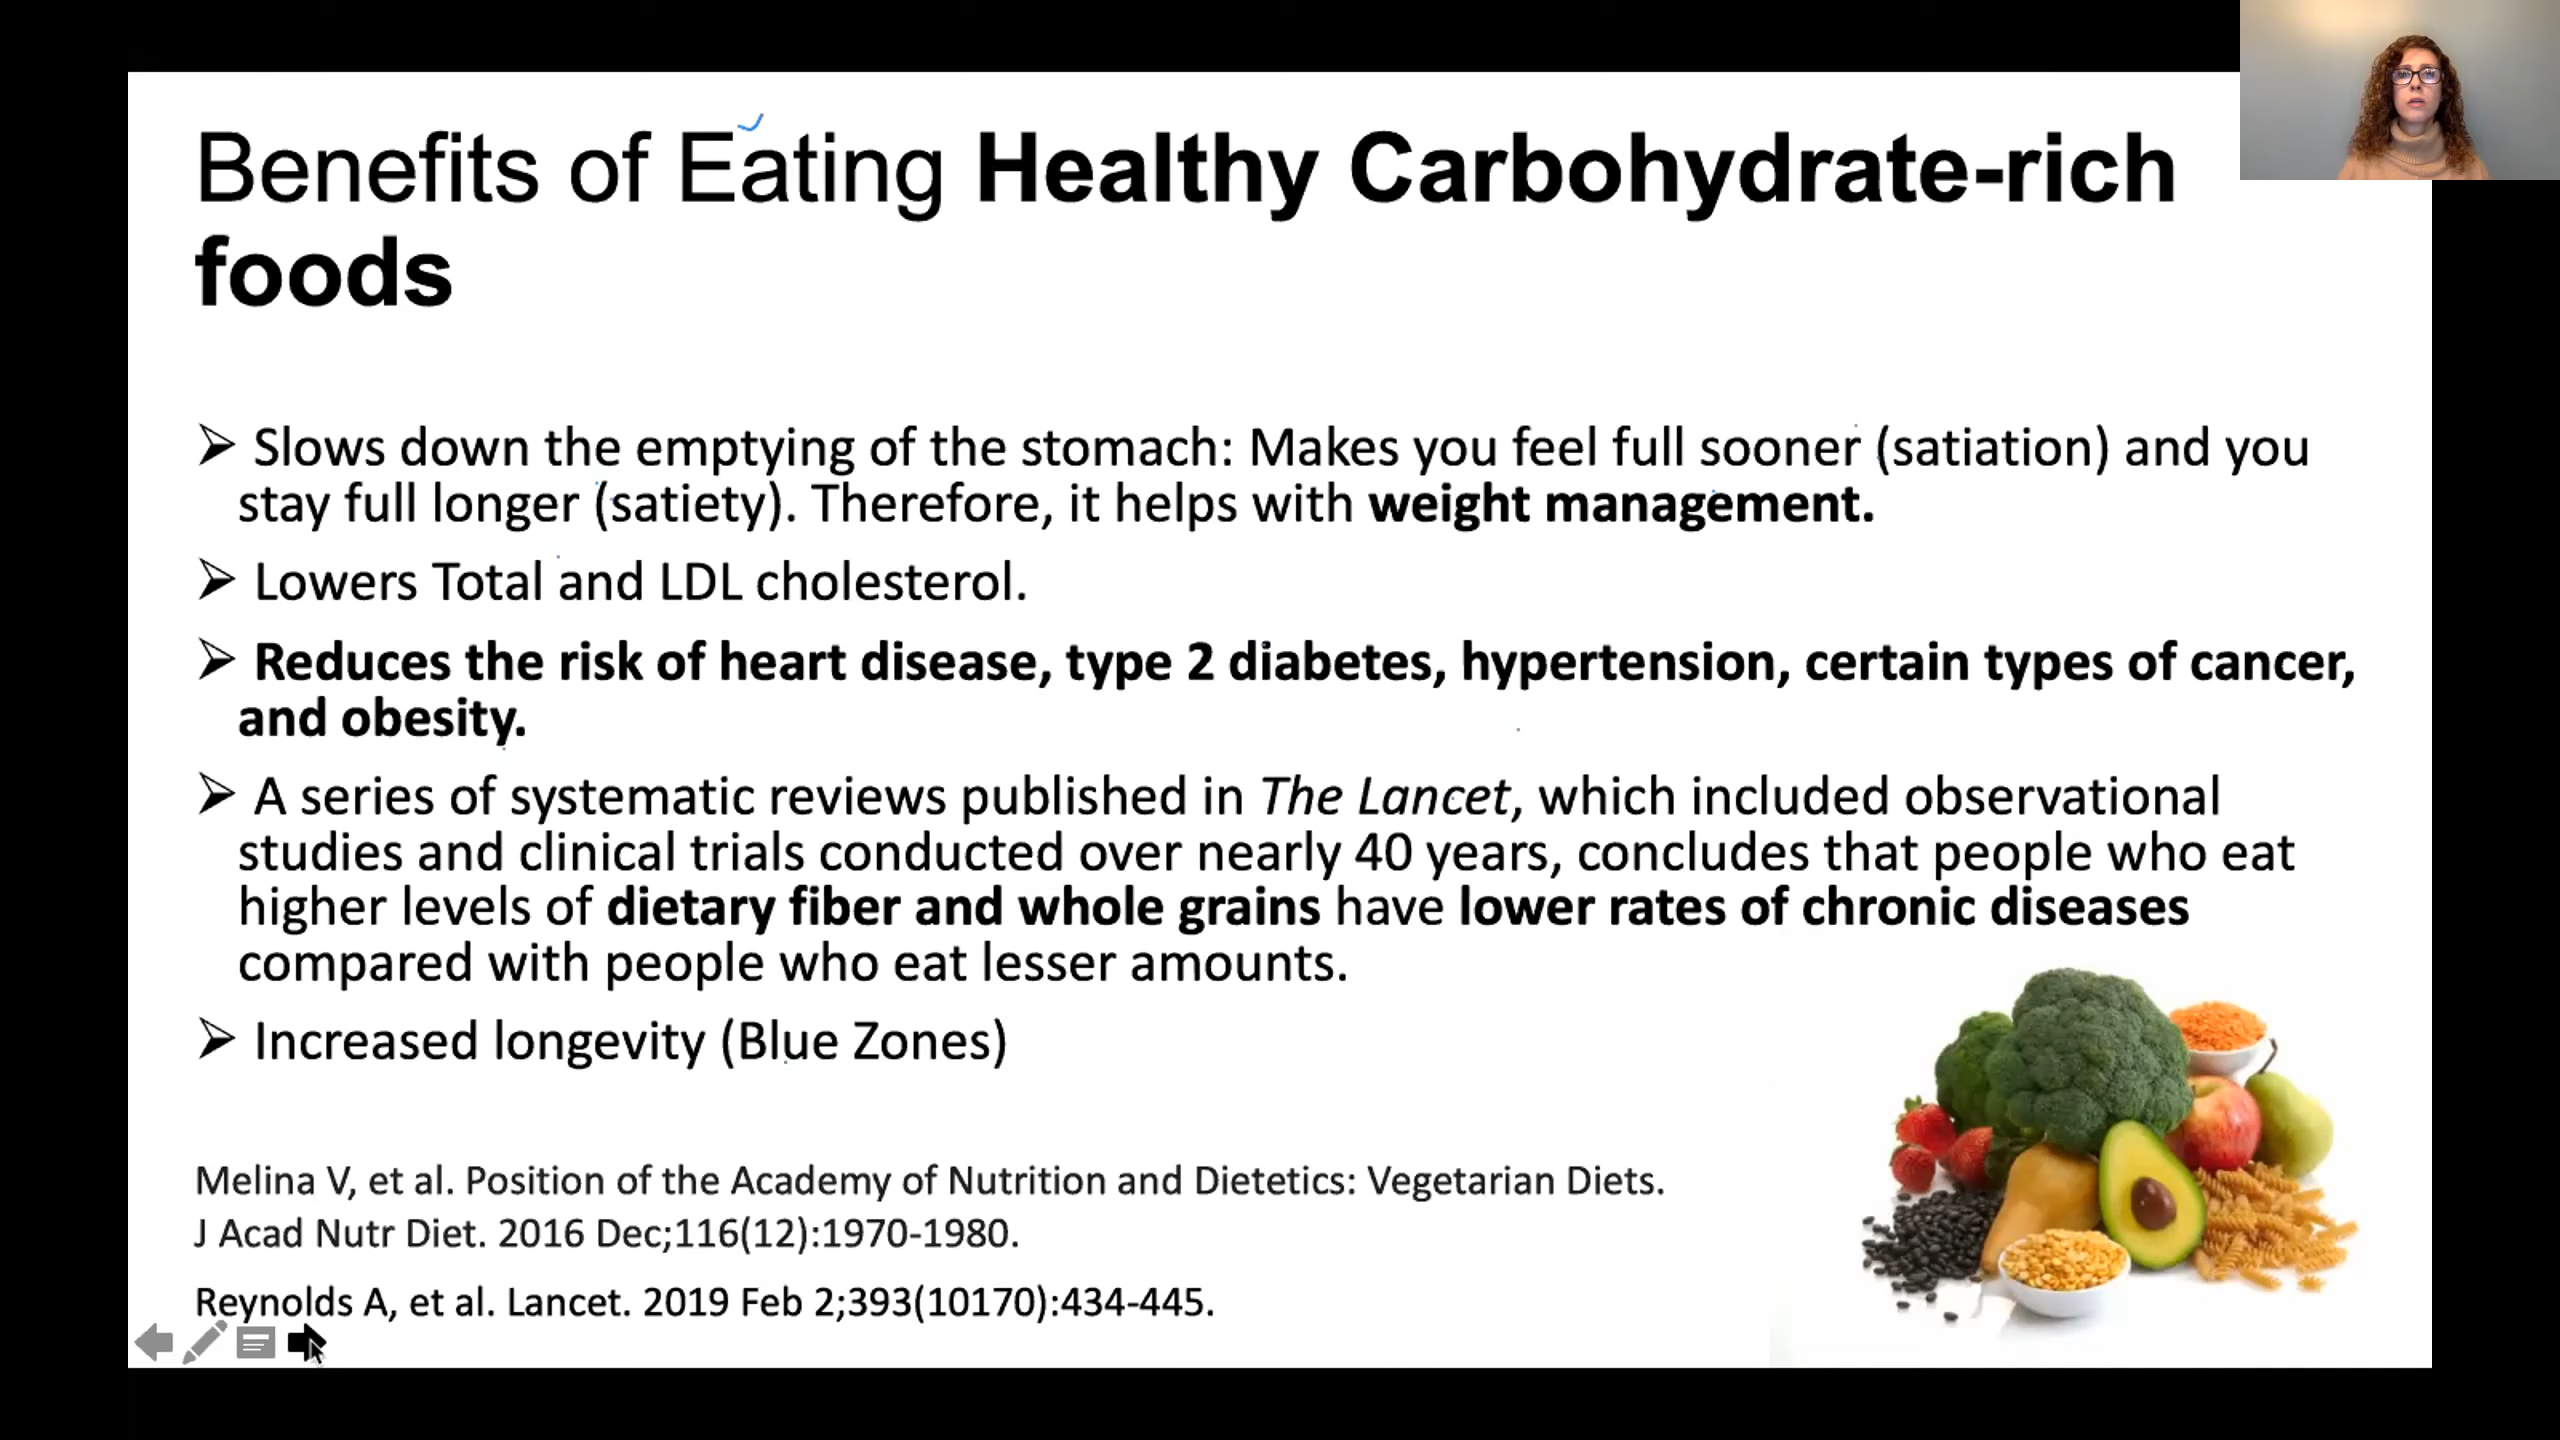 Benefits of Eating Healthy Carbohydrate-rich
foods
➢ Slows down the emptying of the stomach: Makes you feel full sooner (satiation) and you
stay full longer (satiety). Therefore, it helps with weight management.
➢ Lowers Total and LDL cholesterol.
➢ Reduces the risk of heart disease, type 2 diabetes, hypertension, certain types of cancer,
and obesity.
➢ A series of systematic reviews published in The Lancet, which included observational
studies and clinical trials conducted over nearly 40 years, concludes that people who eat
higher levels of dietary fiber and whole grains have lower rates of chronic diseases
compared with people who eat lesser amounts.
➢ Increased longevity (Blue Zones)
Melina V, et al. Position of the Academy of Nutrition and Dietetics: Vegetarian Diets.
J Acad Nutr Diet. 2016 Dec;116(12):1970-1980.
Reynolds A, et al. Lancet. 2019 Feb 2;393(10170):434-445.